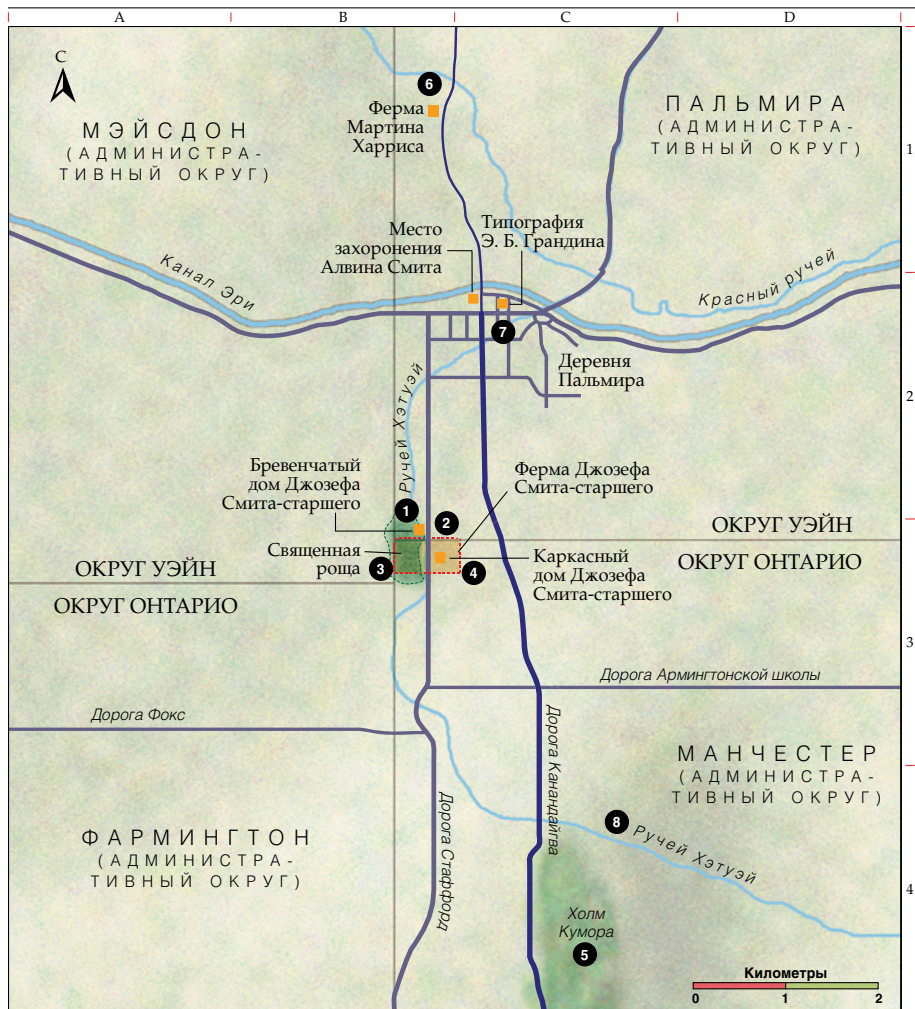 A
B
C
D
С
6
Ферма
Мартина
Харриса
МЭЙСДОН
(АДМИНИСТРА-
ТИВНЫЙ ОКРУГ)
ПАЛЬМИРА
(АДМИНИСТРА-
ТИВНЫЙ ОКРУГ)
1
Место
захоронения
Алвина Смита
Типография
Э. Б. Грандина
Канал Эри
Красный ручей
7
Деревня
Пальмира
2
Ручей Хэтуэй
Бревенчатый
дом Джозефа
Смита-старшего
Ферма Джозефа
Смита-старшего
1
2
Священная
роща
3
4
Каркасный
дом Джозефа
Смита-старшего
ОКРУГ УЭЙН
ОКРУГ ОНТАРИО
ОКРУГ УЭЙН
ОКРУГ ОНТАРИО
3
Дорога Армингтонской школы
Дорога Фокс
Дорога Канандайгва
МАНЧЕСТЕР
(АДМИНИСТРА-
ТИВНЫЙ ОКРУГ)
Дорога Стаффорд
8
Ручей Хэтуэй
ФАРМИНГТОН
(АДМИНИСТРА-
ТИВНЫЙ ОКРУГ)
4
Холм
Кумора
5
Километры
0 1 2